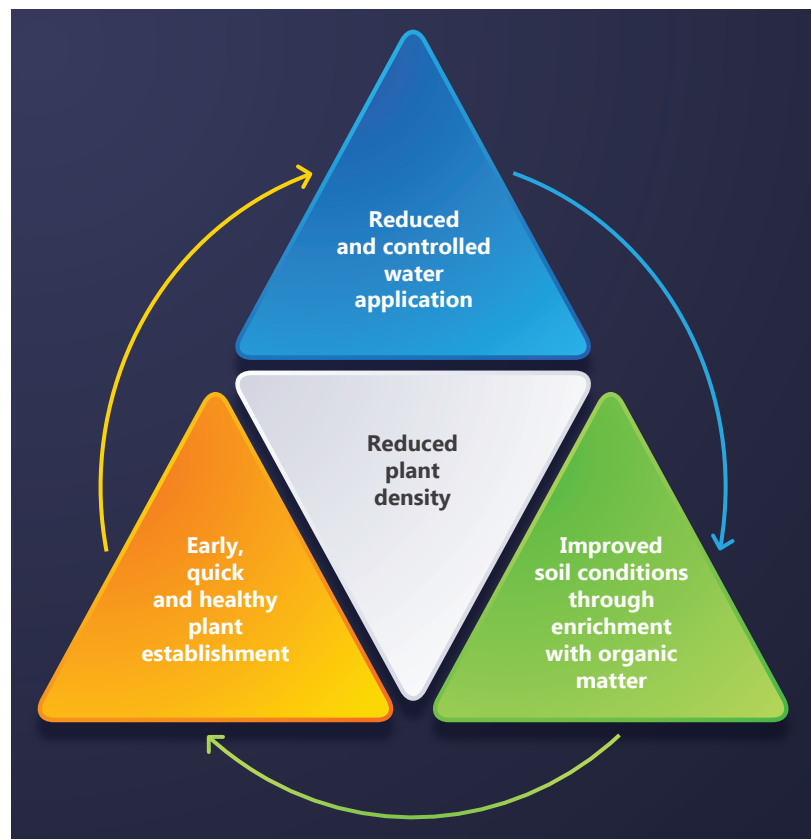 Reduced
and controlled
water
application
Reduced
plant
density
Early,
quick
and healthy
plant
establishment
Improved
soil conditions
through
enrichment
with organic
matter